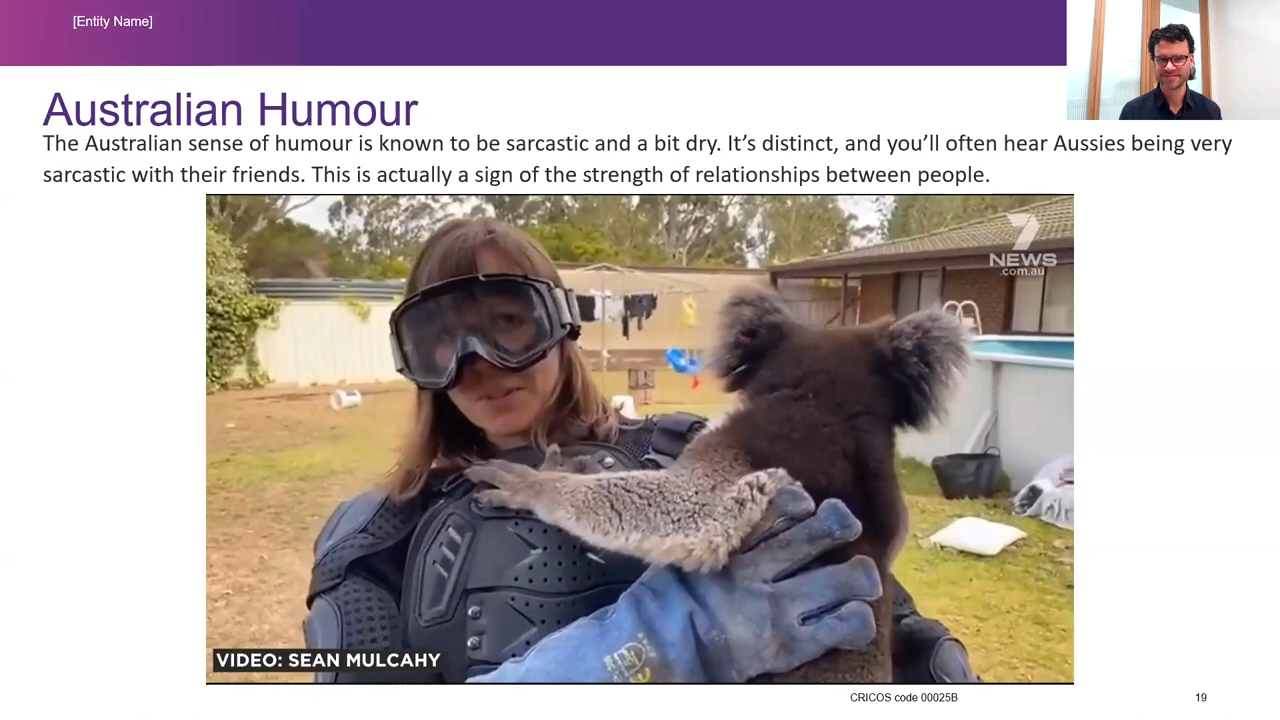 [Entity Name]
Australian Humour
The Australian sense of humour is known to be sarcastic and a bit dry. It’s distinct, and you’ll often hear Aussies being very
sarcastic with their friends. This is actually a sign of the strength of relationships between people.
7
NEWS
.com.au
VIDEO: SEAN MULCAHY
CRICOS code 00025B
19